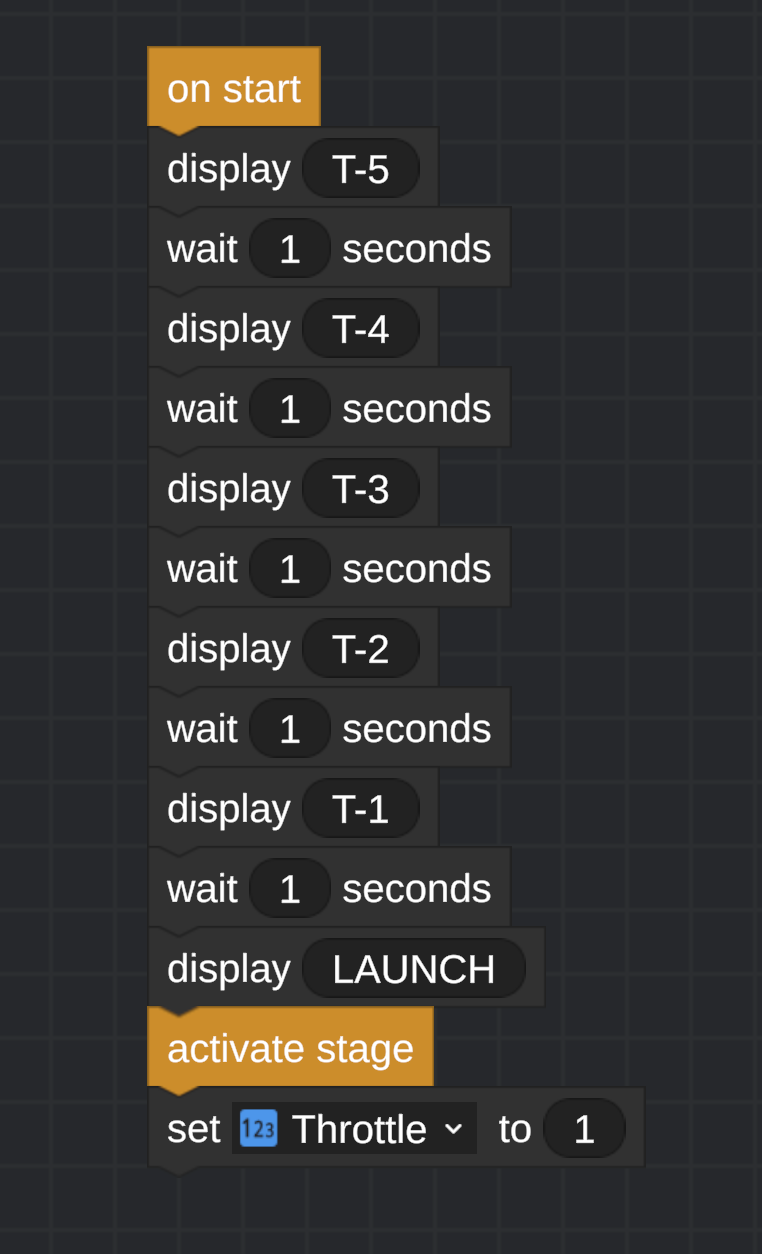 on start
display T-5
wait 1 seconds
display T-4
wait 1 seconds
display T-3
wait 1 seconds
display T-2
wait 1 seconds
display T-1
wait 1 seconds
display LAUNCH
activate stage
set 123 Throttle to 1